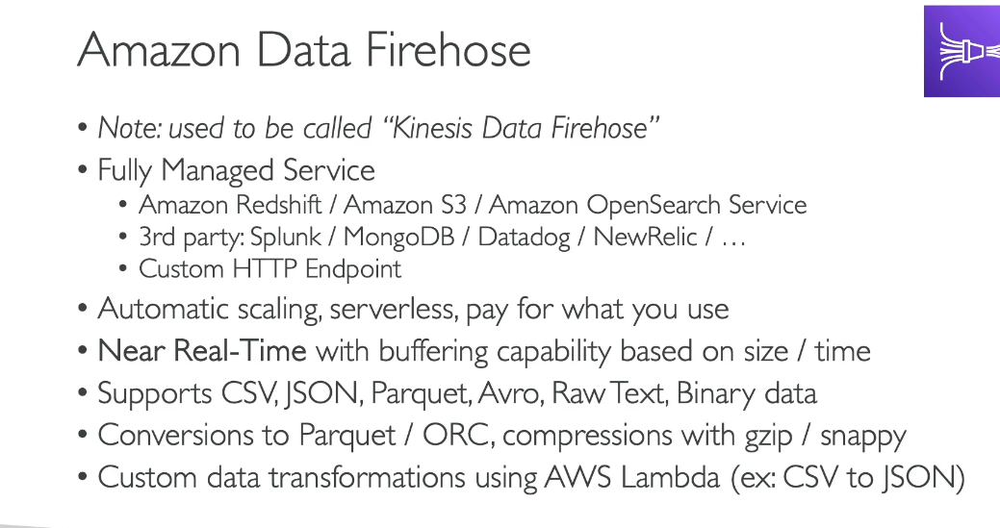 Amazon Data Firehose
• Note: used to be called “Kinesis Data Firehose”
• Fully Managed Service
• Amazon Redshift / Amazon S3 / Amazon OpenSearch Service
• 3rd party: Splunk / MongoDB / Datadog / NewRelic / …
• Custom HTTP Endpoint
• Automatic scaling, serverless, pay for what you use
• Near Real-Time with buffering capability based on size / time
• Supports CSV, JSON, Parquet, Avro, Raw Text, Binary data
• Conversions to Parquet / ORC, compressions with gzip / snappy
• Custom data transformations using AWS Lambda (ex: CSV to JSON)